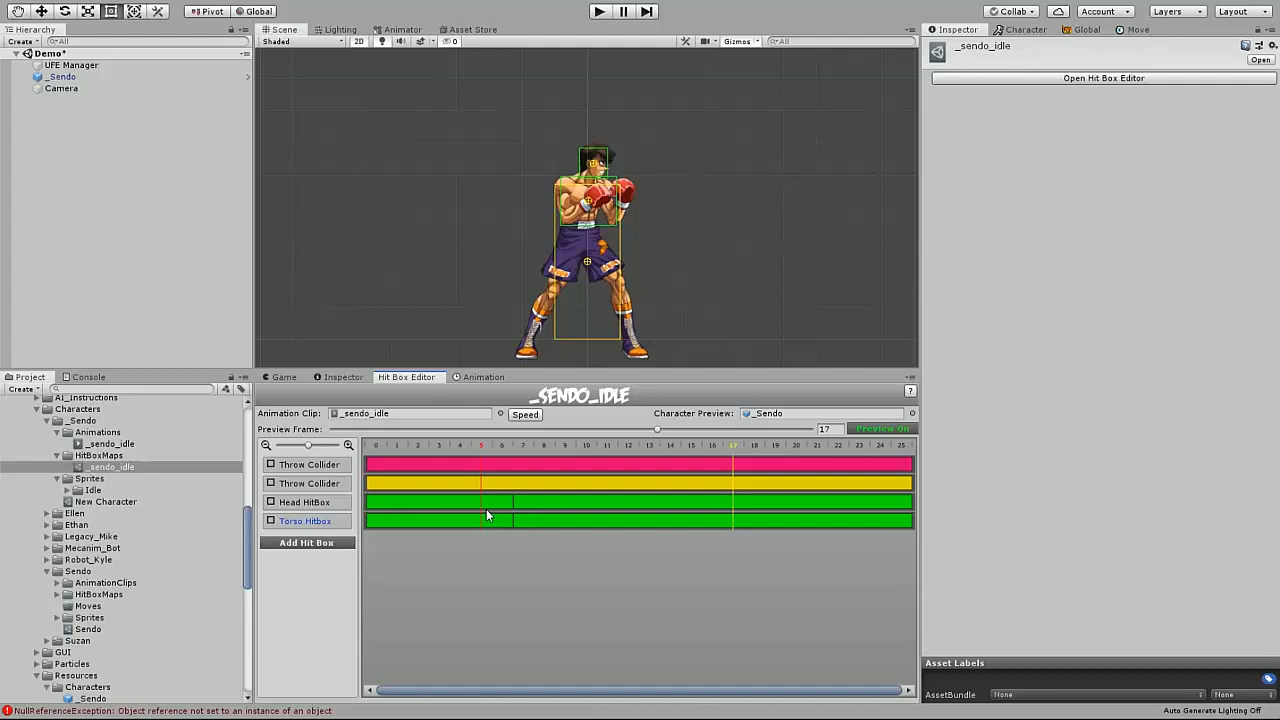 Pivot Global Collab Account Layers Layout
Hierarchy Scene Lighting Animator Asset Store Inspector Character Global Move
Create All Shaded 2D 0 Gizmos All _sendo_idle
Demo* Open
UFE Manager
_Sendo Open Hit Box Editor
Camera
Project Console Game Inspector Hit Box Editor Animation
Create
AI_Instructions _SENDO_IDLE ?
Characters
_Sendo Animation Clip: _sendo_idle Speed Character Preview: _Sendo
Animations Preview Frame: 17 Preview On
_sendo_idle 0 1 2 3 4 5 6 7 8 9 10 11 12 13 14 15 16 17 18 19 20 21 22 23 24 25
HitBoxMaps Throw Collider
_sendo_idle
Sprites Throw Collider
Idle
New Character Head HitBox
Ellen
Ethan Torso Hitbox
Legacy_Mike Add Hit Box
Mecanim_Bot
Robot_Kyle
Sendo
AnimationClips
HitBoxMaps
Moves
Sprites
Sendo
Suzan
GUI
Particles Asset Labels
Resources
Characters
_Sendo AssetBundle None None
NullReferenceException: Object reference not set to an instance of an object Auto Generate Lighting Off